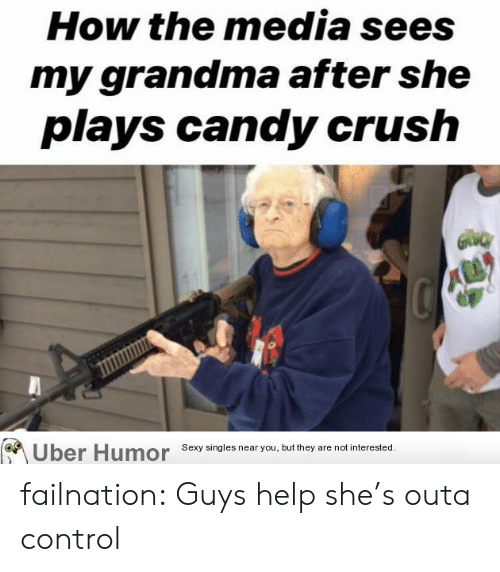 How the media sees
my grandma after she
plays candy crush
Uber Humor
Sexy singles near you, but they are not interested.
failnation: Guys help she’s outa
control